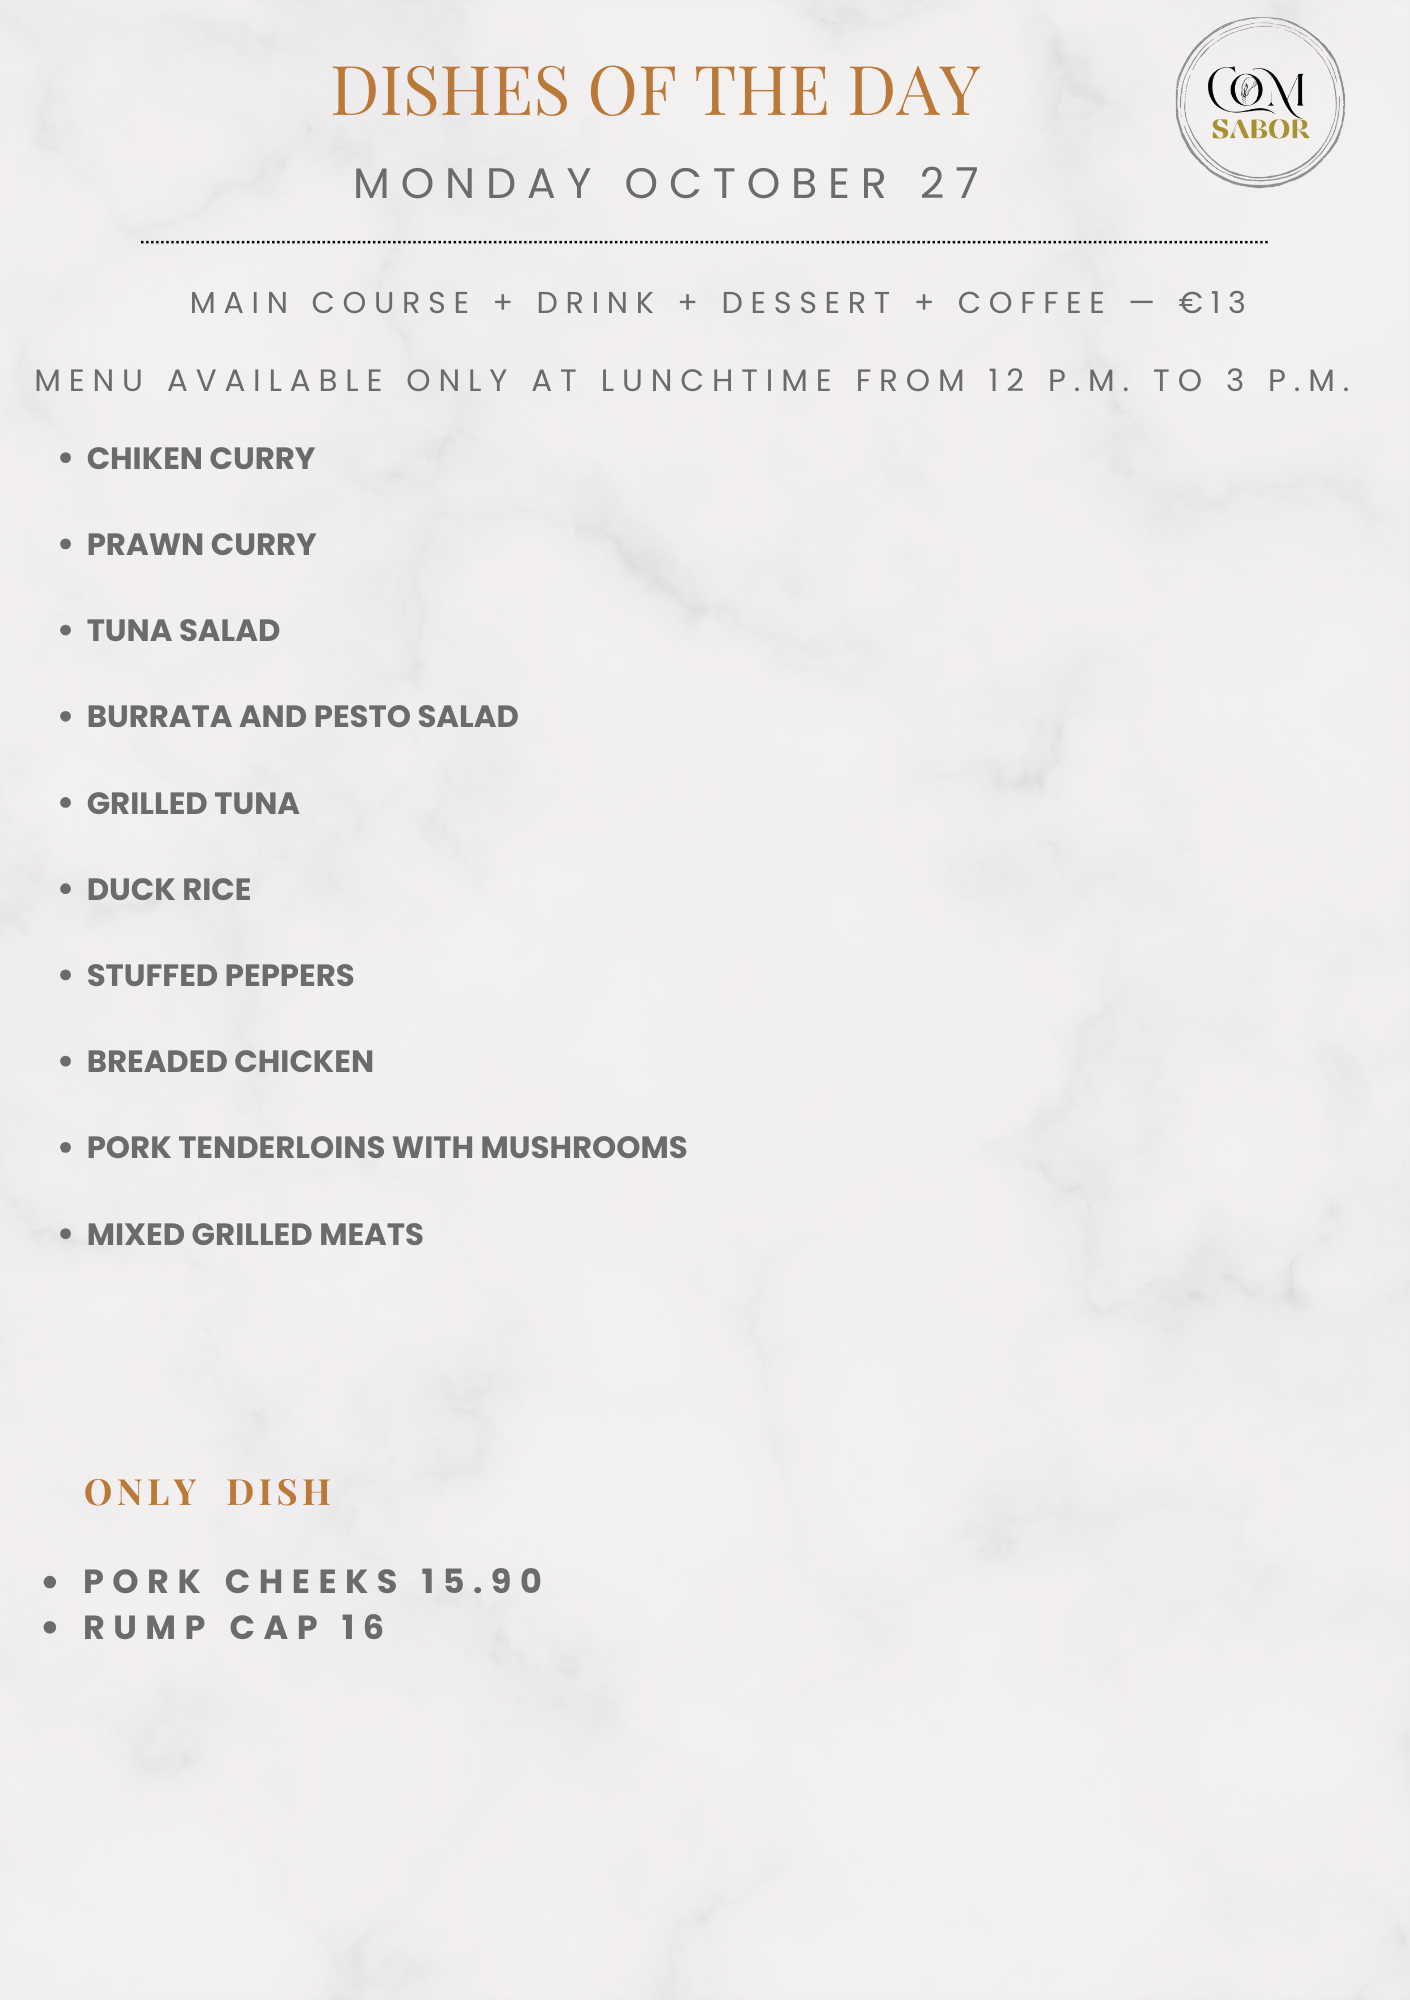 DISHES OF THE DAY
COM
SABOR
MONDAY OCTOBER 27
MAIN COURSE + DRINK + DESSERT + COFFEE — €13
MENU AVAILABLE ONLY AT LUNCHTIME FROM 12 P.M. TO 3 P.M.
• CHIKEN CURRY
• PRAWN CURRY
• TUNA SALAD
• BURRATA AND PESTO SALAD
• GRILLED TUNA
• DUCK RICE
• STUFFED PEPPERS
• BREADED CHICKEN
• PORK TENDERLOINS WITH MUSHROOMS
• MIXED GRILLED MEATS
ONLY DISH
• PORK CHEEKS 15.90
• RUMP CAP 16